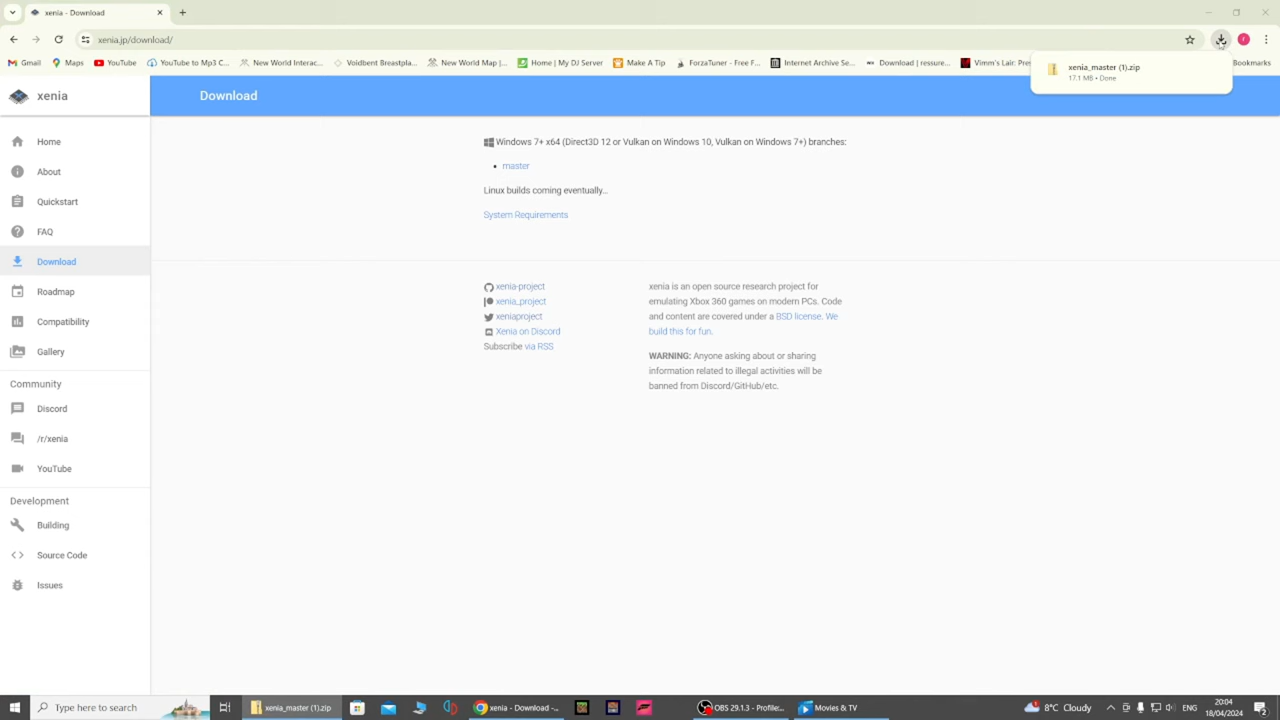 xenia - Download
xenia.jp/download/
Gmail
Maps
YouTube
YouTube to Mp3 C...
New World Interac...
Voidbent Breastpla...
New World Map |...
Home | My DJ Server
Make A Tip
ForzaTuner - Free F...
Internet Archive Se...
Download | ressure...
Vimm's Lair: Pre
Bookmarks
xenia_master (1).zip
17.1 MB • Done
xenia
Download
Home
About
Quickstart
FAQ
Download
Roadmap
Compatibility
Gallery
Community
Discord
/r/xenia
YouTube
Development
Building
Source Code
Issues
Windows 7+ x64 (Direct3D 12 or Vulkan on Windows 10, Vulkan on Windows 7+) branches:
• master
Linux builds coming eventually...
System Requirements
xenia-project
xenia_project
xeniaproject
Xenia on Discord
Subscribe via RSS
xenia is an open source research project for
emulating Xbox 360 games on modern PCs. Code
and content are covered under a BSD license. We
build this for fun.
WARNING: Anyone asking about or sharing
information related to illegal activities will be
banned from Discord/GitHub/etc.
Type here to search
xenia_master (1).zip
xenia - Download -...
OBS 29.1.3 - Profile:...
Movies & TV
8°C Cloudy
ENG
20:04
18/04/2024
2